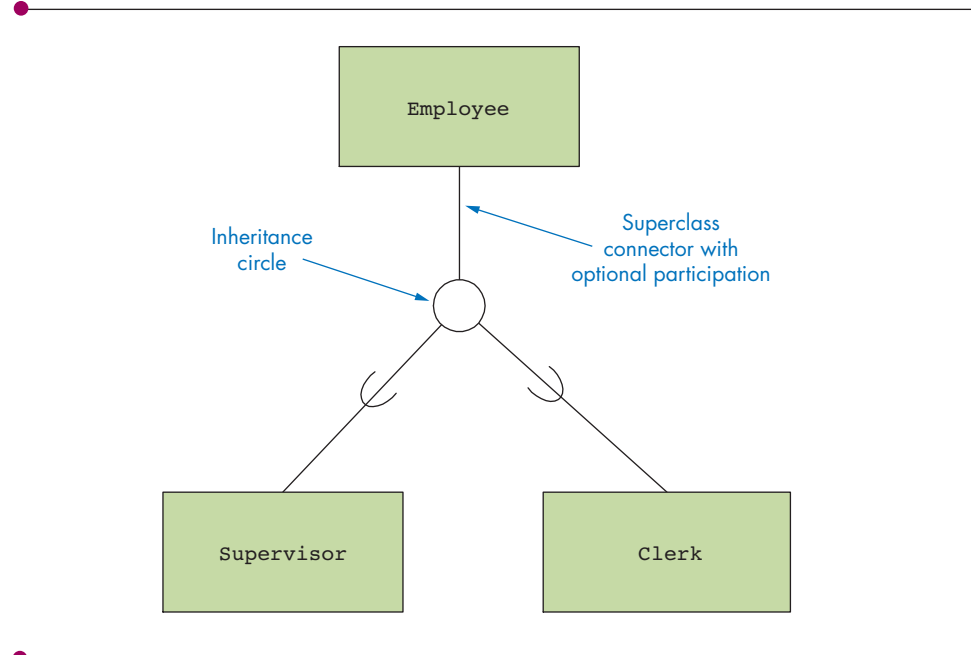 Employee
Inheritance
circle
Superclass
connector with
optional participation
Supervisor
Clerk